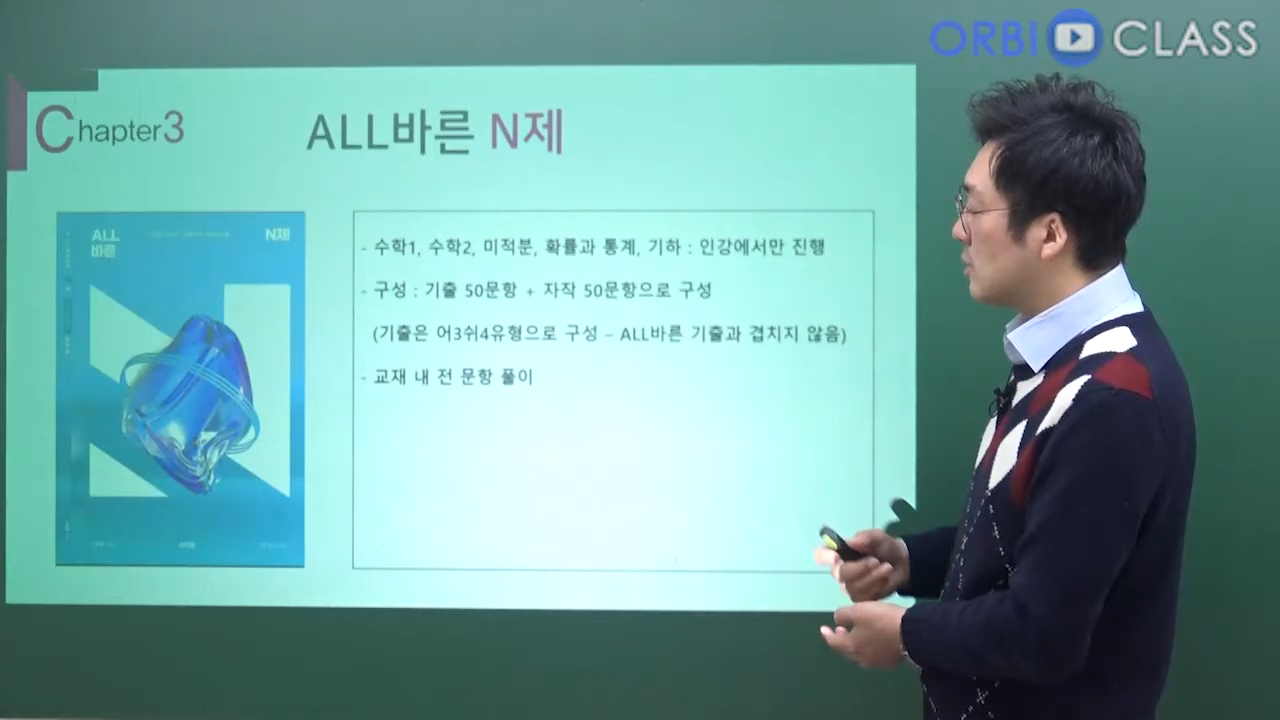 ORBI CLASS
Chapter3
ALL바른 N제
ALL
바른
N제
- 수학1, 수학2, 미적분, 확률과 통계, 기하 : 인강에서만 진행
- 구성 : 기출 50문항 + 자작 50문항으로 구성
(기출은 어3쉬4유형으로 구성 – ALL바른 기출과 겹치지 않음)
- 교재 내 전 문항 풀이